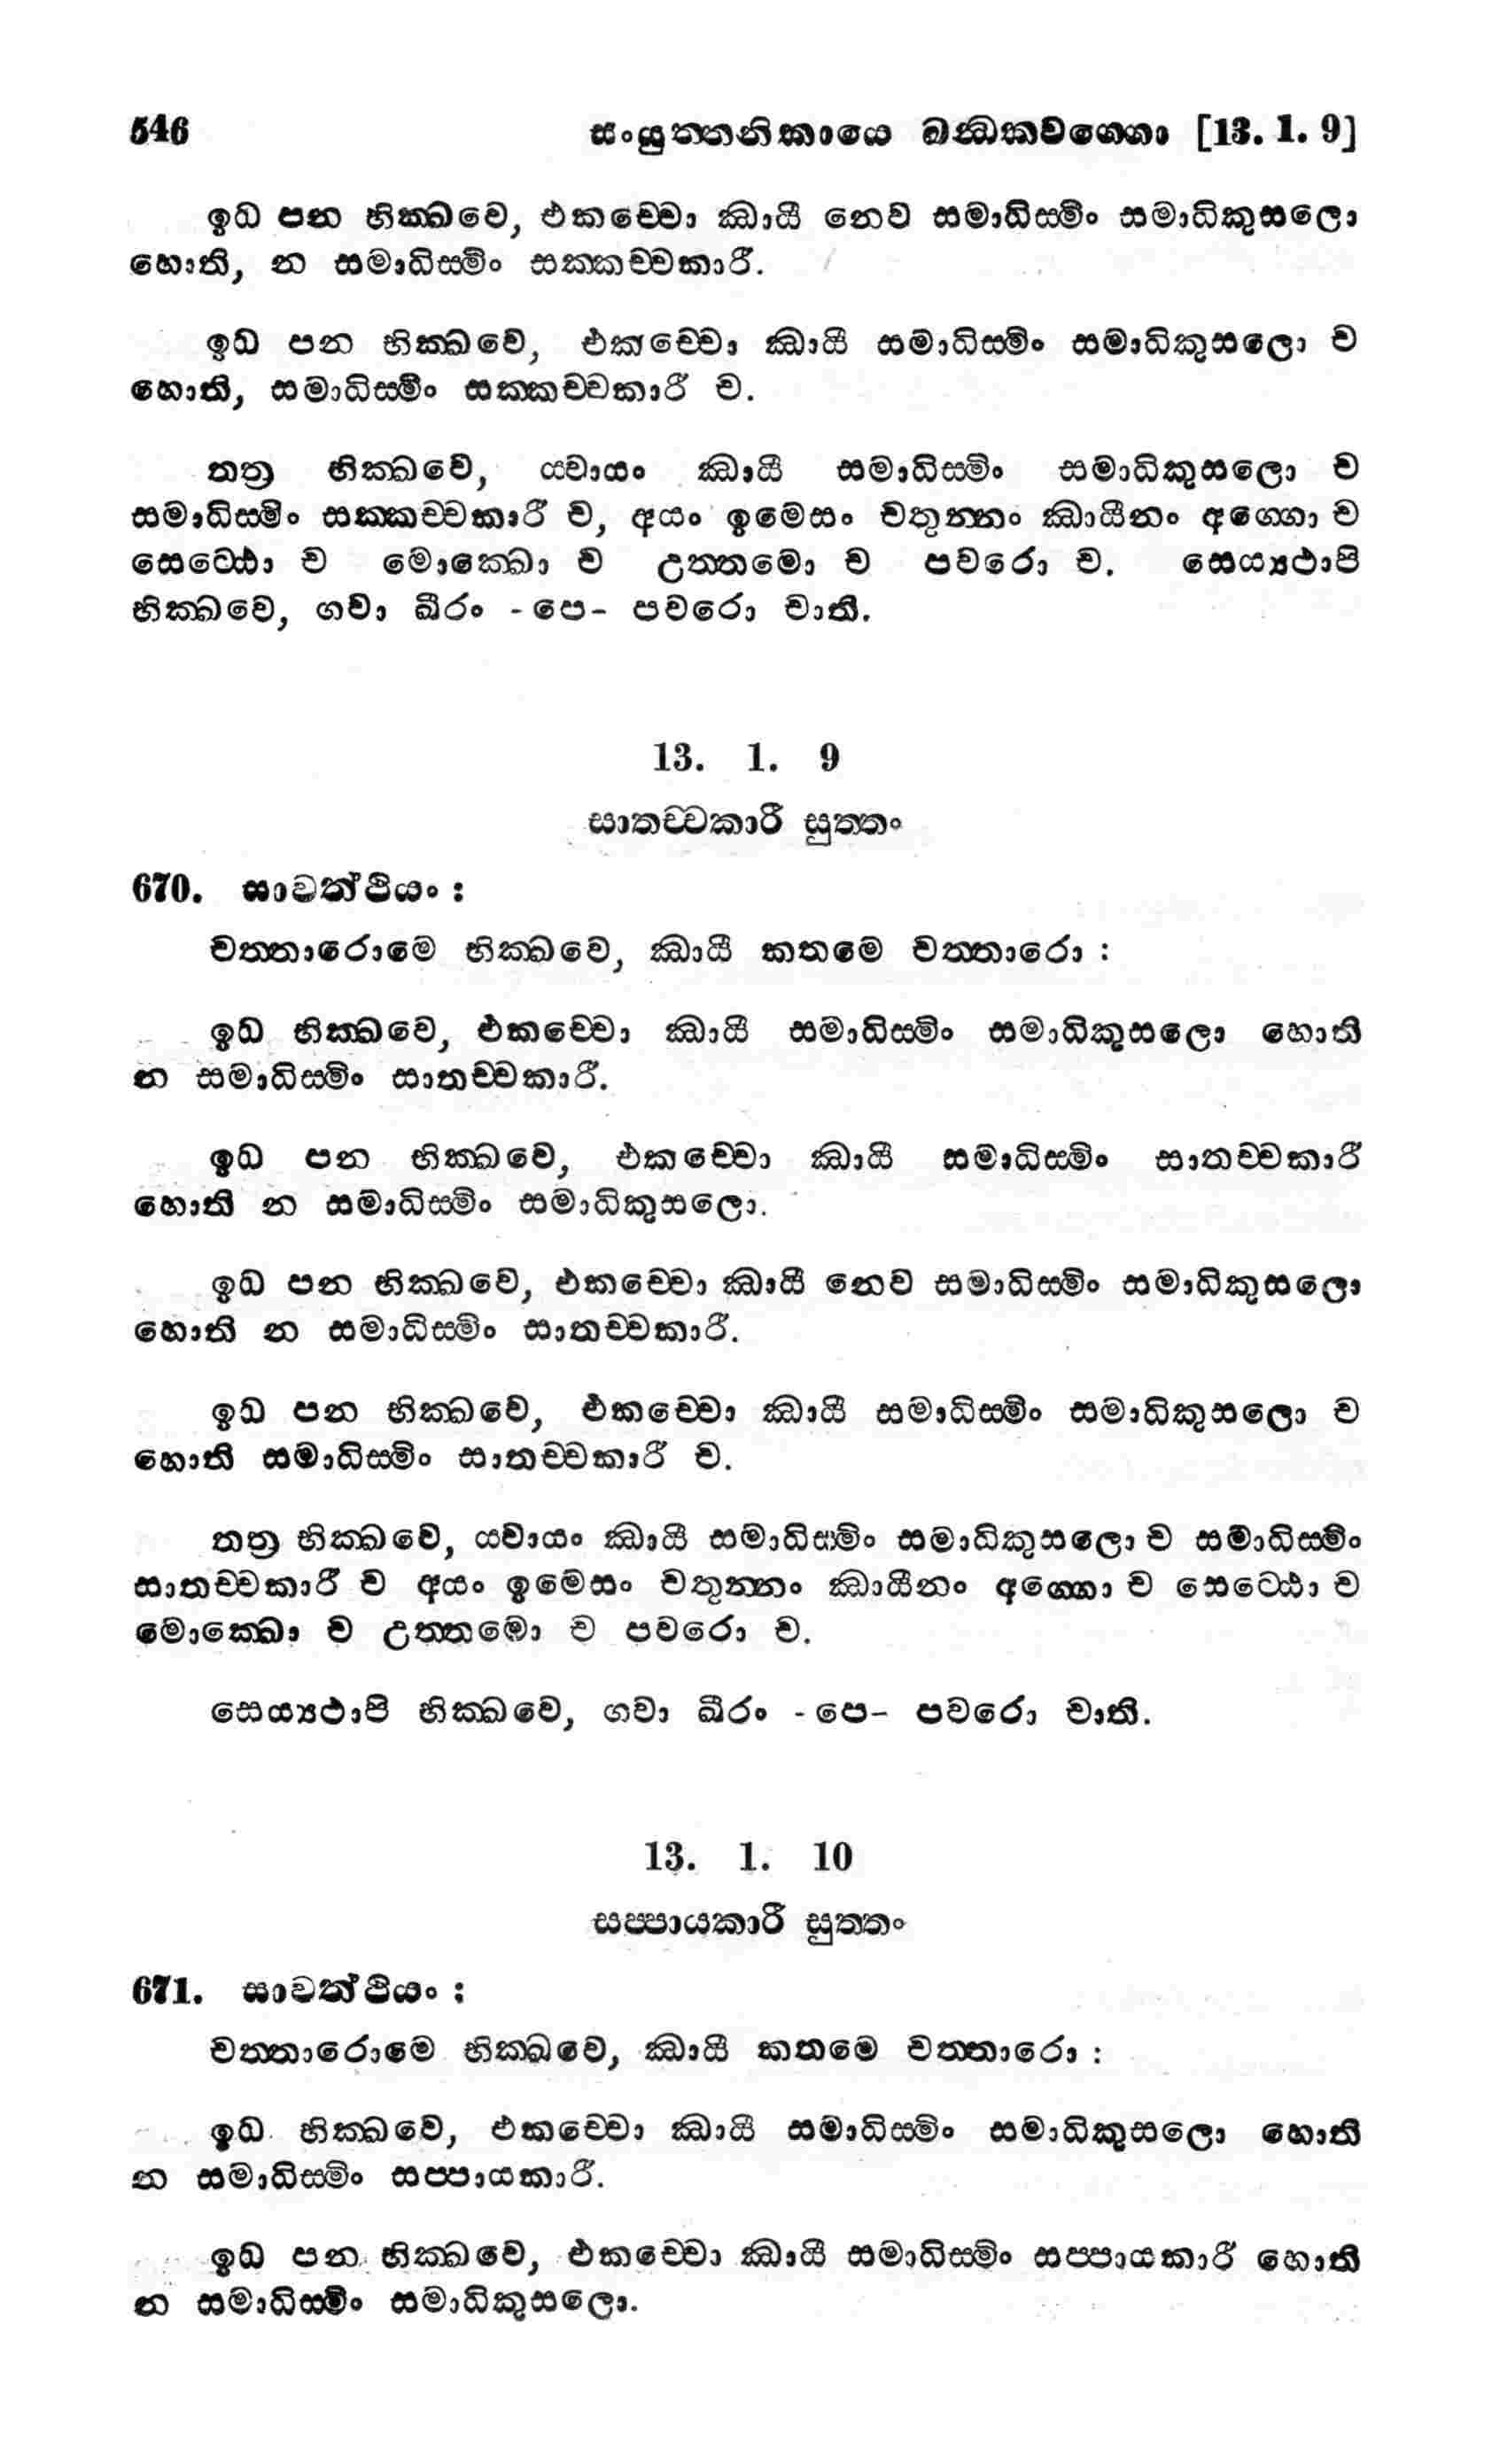 546 සංයුත්තනිකායෙ ඛන්ධකවග්ගො [13. 1. 9]
ඉධ පන භික්ඛවෙ, එකච්චො ඣායී නෙව සමාධිස්මිං සමාධිකුසලො
හොති, න සමාධිස්මිං සක්කච්චකාරී.
ඉධ පන භික්ඛවෙ, එකච්චො ඣායී සමාධිස්මිං සමාධිකුසලො ච
හොති, සමාධිස්මිං සක්කච්චකාරී ච.
තත්‍ර භික්ඛවෙ, ය්වායං ඣායී සමාධිස්මිං සමාධිකුසලො ච
සමාධිස්මිං සක්කච්චකාරී ච, අයං ඉමෙසං චතුන්නං ඣායීනං අග්ගො ච
සෙට්ඨො ච මොක්ඛො ච උත්තමො ච පවරො ච. සෙය්‍යථාපි
භික්ඛවෙ, ගවා ඛීරං -පෙ- පවරො චාති.
13. 1. 9
සාතච්චකාරී සුත්තං
670. සාවත්ථියං :
චත්තාරොමෙ භික්ඛවෙ, ඣායී කතමෙ චත්තාරො :
ඉධ භික්ඛවෙ, එකච්චො ඣායී සමාධිස්මිං සමාධිකුසලො හොති
න සමාධිස්මිං සාතච්චකාරී.
ඉධ පන භික්ඛවෙ, එකච්චො ඣායී සමාධිස්මිං සාතච්චකාරී
හොති න සමාධිස්මිං සමාධිකුසලො.
ඉධ පන භික්ඛවෙ, එකච්චො ඣායී නෙව සමාධිස්මිං සමාධිකුසලො
හොති න සමාධිස්මිං සාතච්චකාරී.
ඉධ පන භික්ඛවෙ, එකච්චො ඣායී සමාධිස්මිං සමාධිකුසලො ච
හොති සමාධිස්මිං සාතච්චකාරී ච.
තත්‍ර භික්ඛවෙ, ය්වායං ඣායී සමාධිස්මිං සමාධිකුසලො ච සමාධිස්මිං
සාතච්චකාරී ච අයං ඉමෙසං චතුන්නං ඣායීනං අග්ගො ච සෙට්ඨො ච
මොක්ඛො ච උත්තමො ච පවරො ච.
සෙය්‍යථාපි භික්ඛවෙ, ගවා ඛීරං -පෙ- පවරො චාති.
13. 1. 10
සප්පායකාරී සුත්තං
671. සාවත්ථියං :
චත්තාරොමෙ භික්ඛවෙ, ඣායී කතමෙ චත්තාරො :
ඉධ භික්ඛවෙ, එකච්චො ඣායී සමාධිස්මිං සමාධිකුසලො හොති
න සමාධිස්මිං සප්පායකාරී.
ඉධ පන භික්ඛවෙ, එකච්චො ඣායී සමාධිස්මිං සප්පායකාරී හොති
න සමාධිස්මිං සමාධිකුසලො.